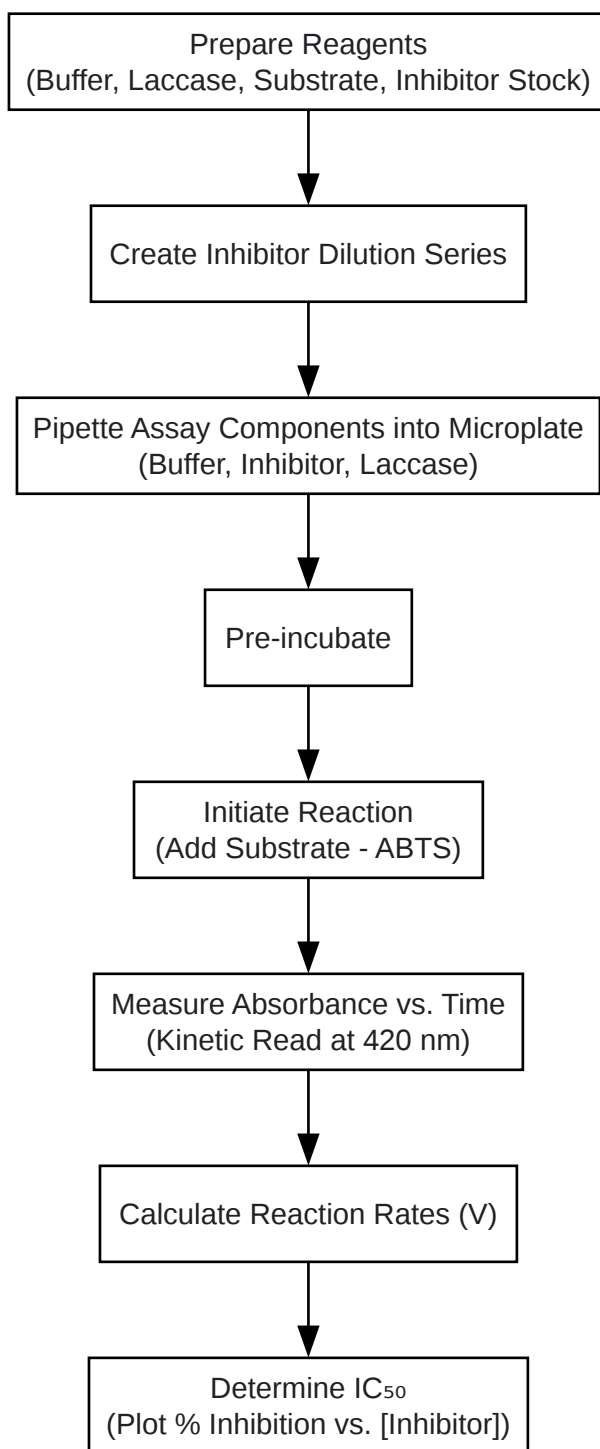 Prepare Reagents
(Buffer, Laccase, Substrate, Inhibitor Stock)
Create Inhibitor Dilution Series
Pipette Assay Components into Microplate
(Buffer, Inhibitor, Laccase)
Pre-incubate
Initiate Reaction
(Add Substrate - ABTS)
Measure Absorbance vs. Time
(Kinetic Read at 420 nm)
Calculate Reaction Rates (V)
Determine IC₅₀
(Plot % Inhibition vs. [Inhibitor])